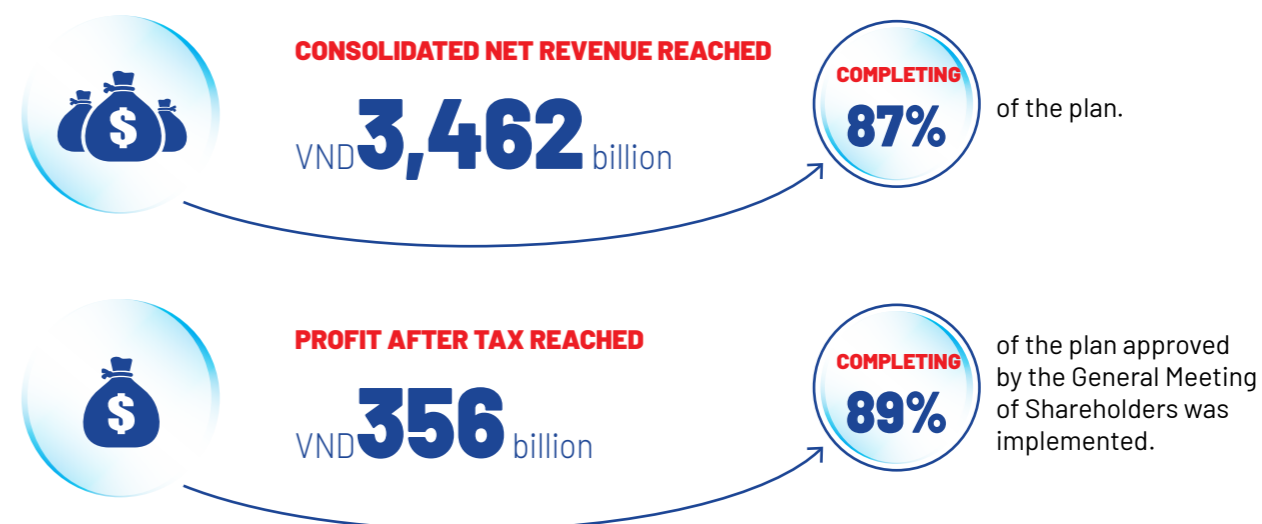 CONSOLIDATED NET REVENUE REACHED
VND3,462 billion
COMPLETING
87%
of the plan.
PROFIT AFTER TAX REACHED
VND356 billion
COMPLETING
89%
of the plan approved
by the General Meeting
of Shareholders was
implemented.
$
$